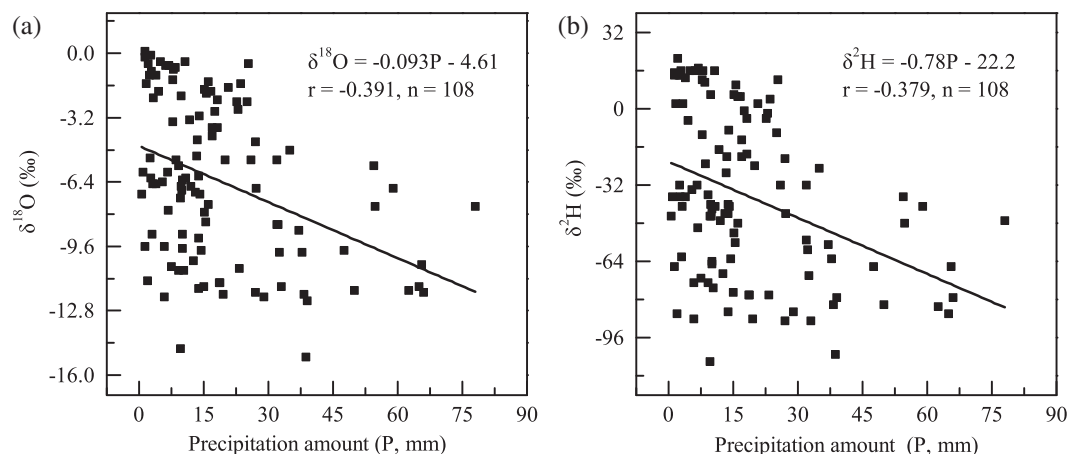 (a)
δ¹⁸O = -0.093P - 4.61
r = -0.391, n = 108
δ¹⁸O (‰)
0.0
-3.2
-6.4
-9.6
-12.8
-16.0
0 15 30 45 60 75 90
Precipitation amount (P, mm)
(b)
δ²H = -0.78P - 22.2
r = -0.379, n = 108
δ²H (‰)
32
0
-32
-64
-96
0 15 30 45 60 75 90
Precipitation amount (P, mm)